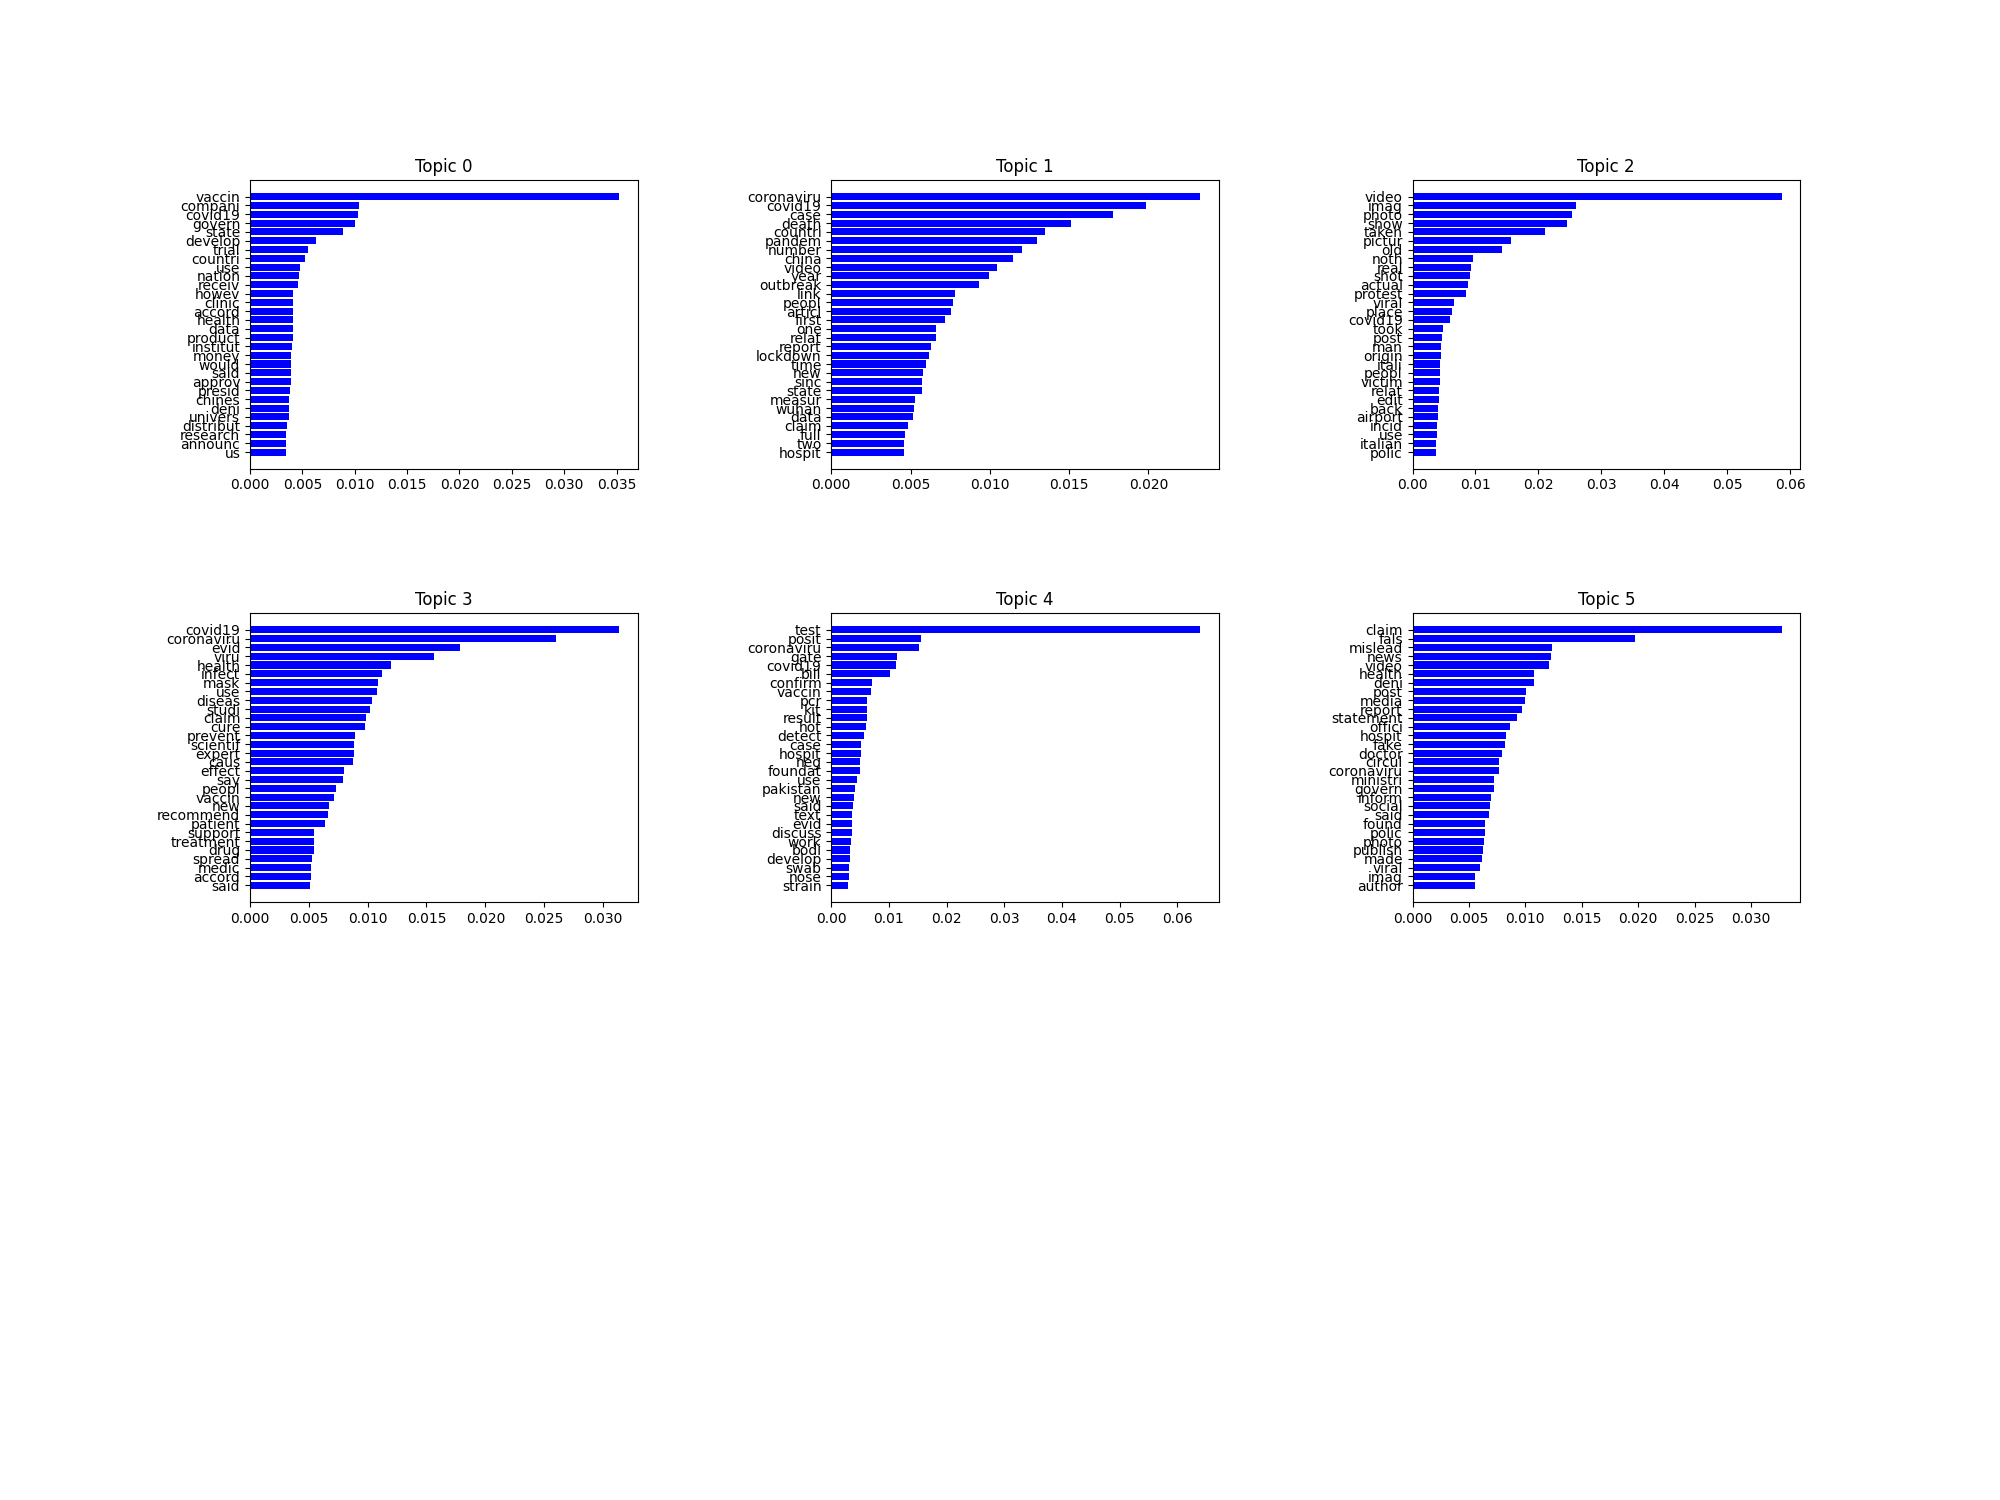 Topic 0
vaccin
compani
covid19
govern
state
develop
trial
countri
use
nation
receiv
howev
clinic
accord
health
data
product
institut
money
would
said
approv
presid
chines
deni
univers
distribut
research
announc
us
0.000 0.005 0.010 0.015 0.020 0.025 0.030 0.035
Topic 1
coronaviru
covid19
case
death
countri
pandem
number
china
video
year
outbreak
link
peopl
articl
first
one
relat
report
lockdown
time
new
sinc
state
measur
wuhan
data
claim
full
two
hospit
0.000 0.005 0.010 0.015 0.020
Topic 2
video
imag
photo
show
taken
pictur
old
noth
real
shot
actual
protest
viral
place
covid19
took
post
man
origin
itali
peopl
victim
relat
edit
back
airport
incid
use
italian
polic
0.00 0.01 0.02 0.03 0.04 0.05 0.06
Topic 3
covid19
coronaviru
evid
viru
health
infect
mask
use
diseas
studi
claim
cure
prevent
scientif
expert
caus
effect
say
peopl
vaccin
new
recommend
patient
support
treatment
drug
spread
medic
accord
said
0.000 0.005 0.010 0.015 0.020 0.025 0.030
Topic 4
test
posit
coronaviru
gate
covid19
bill
confirm
vaccin
pcr
kit
result
hot
detect
case
hospit
neg
foundat
use
pakistan
new
said
text
evid
discuss
work
bodi
develop
swab
nose
strain
0.00 0.01 0.02 0.03 0.04 0.05 0.06
Topic 5
claim
fals
mislead
news
video
health
deni
post
media
report
statement
offici
hospit
fake
doctor
circul
coronaviru
ministri
govern
inform
social
said
found
polic
photo
publish
made
viral
imag
author
0.000 0.005 0.010 0.015 0.020 0.025 0.030